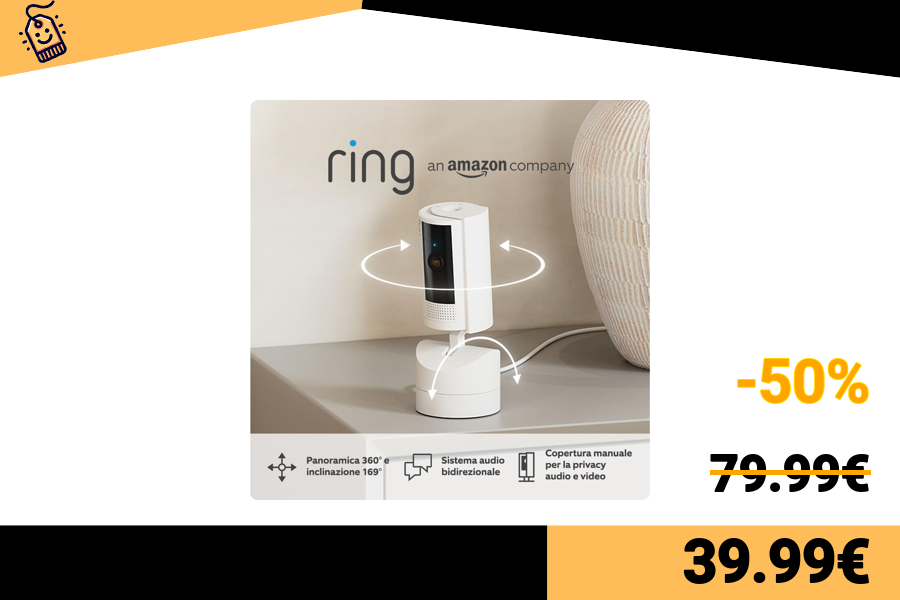 ring an amazon company
Panoramica 360° e
inclinazione 169°
Sistema audio
bidirezionale
Copertura manuale
per la privacy
audio e video
-50%
79.99€
39.99€